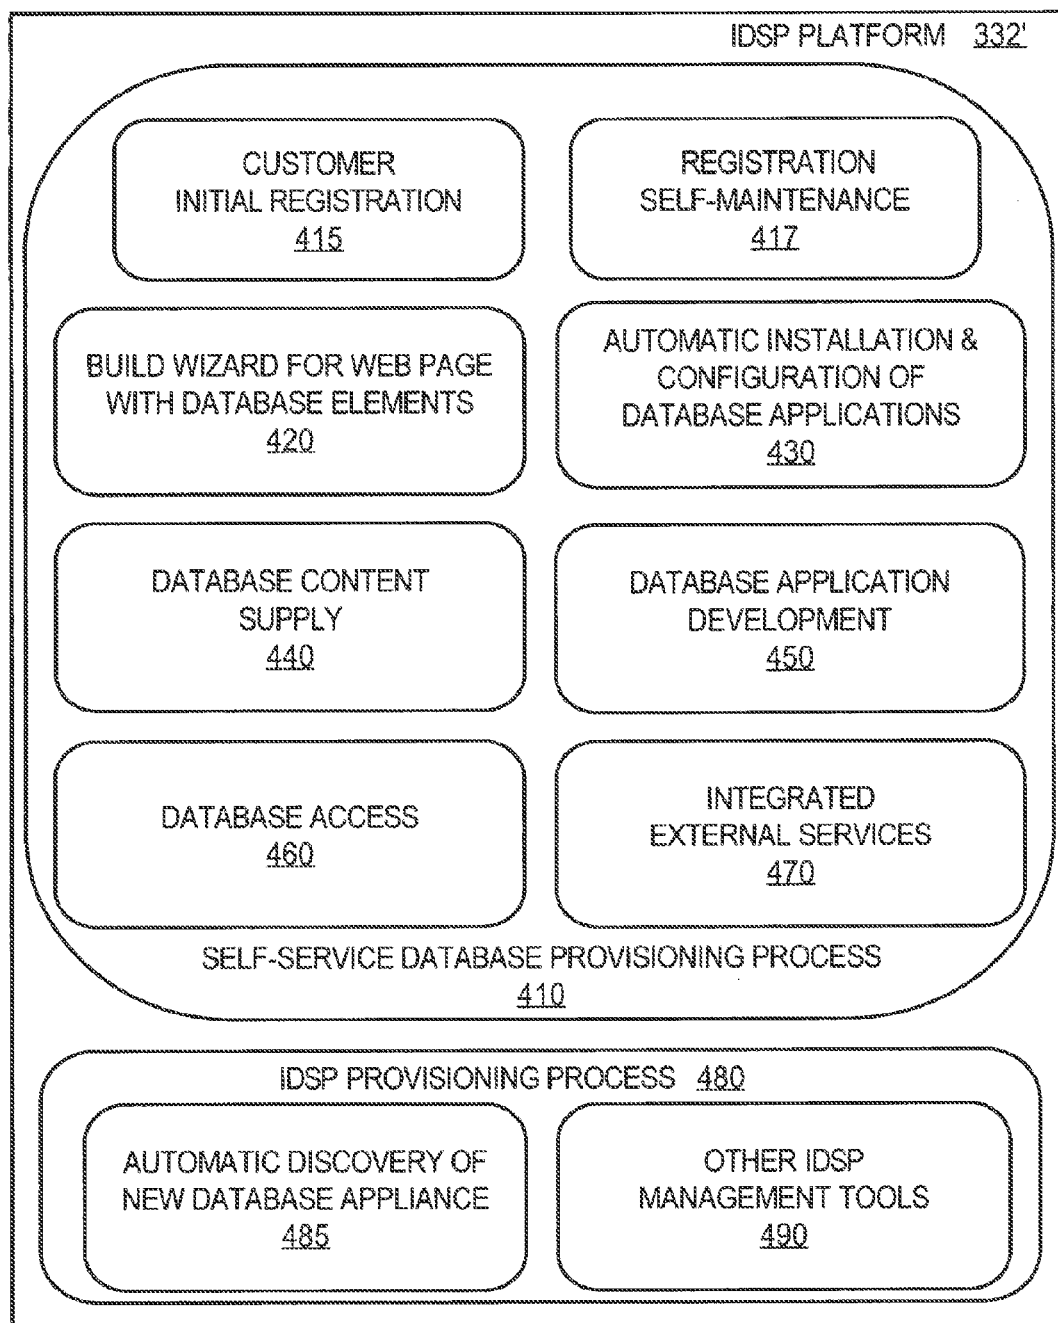 IDSP PLATFORM 332'
CUSTOMER
INITIAL REGISTRATION
415
REGISTRATION
SELF-MAINTENANCE
417
BUILD WIZARD FOR WEB PAGE
WITH DATABASE ELEMENTS
420
AUTOMATIC INSTALLATION &
CONFIGURATION OF
DATABASE APPLICATIONS
430
DATABASE CONTENT
SUPPLY
440
DATABASE APPLICATION
DEVELOPMENT
450
DATABASE ACCESS
460
INTEGRATED
EXTERNAL SERVICES
470
SELF-SERVICE DATABASE PROVISIONING PROCESS
410
IDSP PROVISIONING PROCESS 480
AUTOMATIC DISCOVERY OF
NEW DATABASE APPLIANCE
485
OTHER IDSP
MANAGEMENT TOOLS
490